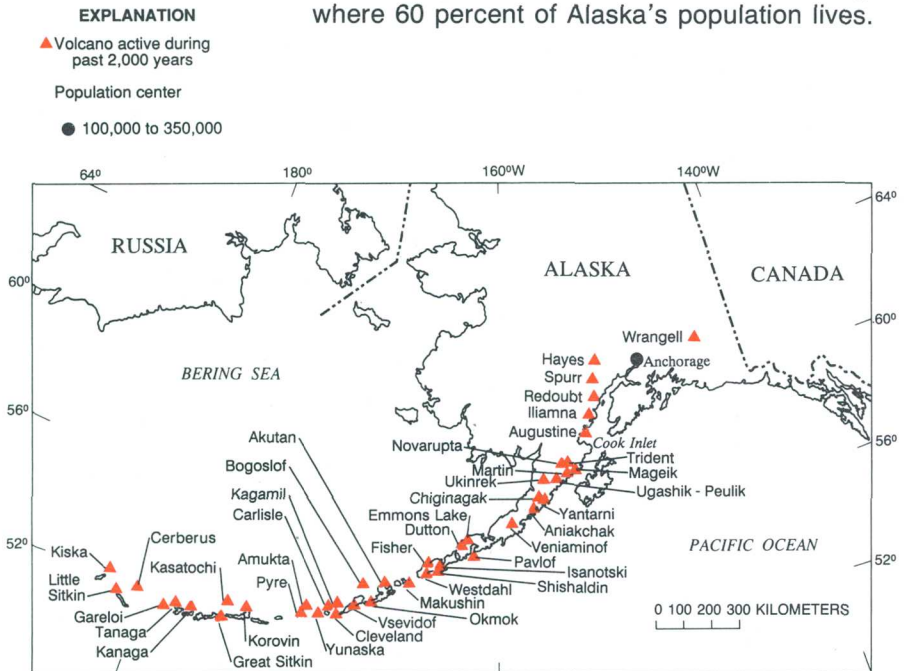 where 60 percent of Alaska's population lives.
EXPLANATION
Volcano active during
past 2,000 years
Population center
100,000 to 350,000
64°
180°
160°W
140°W
64°
RUSSIA
ALASKA
CANADA
60°
60°
Wrangell
Hayes
Anchorage
Spurr
BERING SEA
Redoubt
Iliamna
56°
Augustine
Akutan
Cook Inlet
56°
Novarupta
Trident
Bogoslof
Martin
Mageik
Ukinrek
Ugashik - Peulik
Kagamil
Chiginagak
Yantarni
Carlisle
Emmons Lake
Aniakchak
Dutton
Cerberus
Veniaminof
PACIFIC OCEAN
52°
Fisher
Kiska
Amukta
Pavlof
52°
Kasatochi
Isanotski
Little
Sitkin
Pyre
Westdahl
Shishaldin
Makushin
0 100 200 300 KILOMETERS
Gareloi
Vsevidof
Okmok
Tanaga
Korovin
Cleveland
Kanaga
Yunaska
Great Sitkin